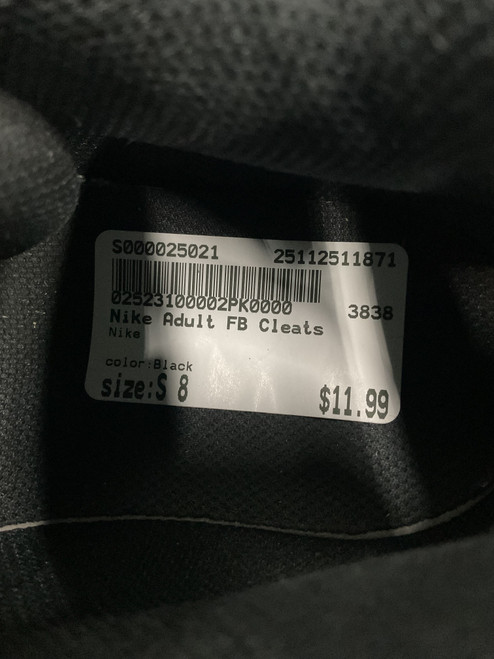 S000025021 25112511871
02523100002PK0000 3838
Nike Adult FB Cleats
Nike
color:Black
size:S 8 $11.99